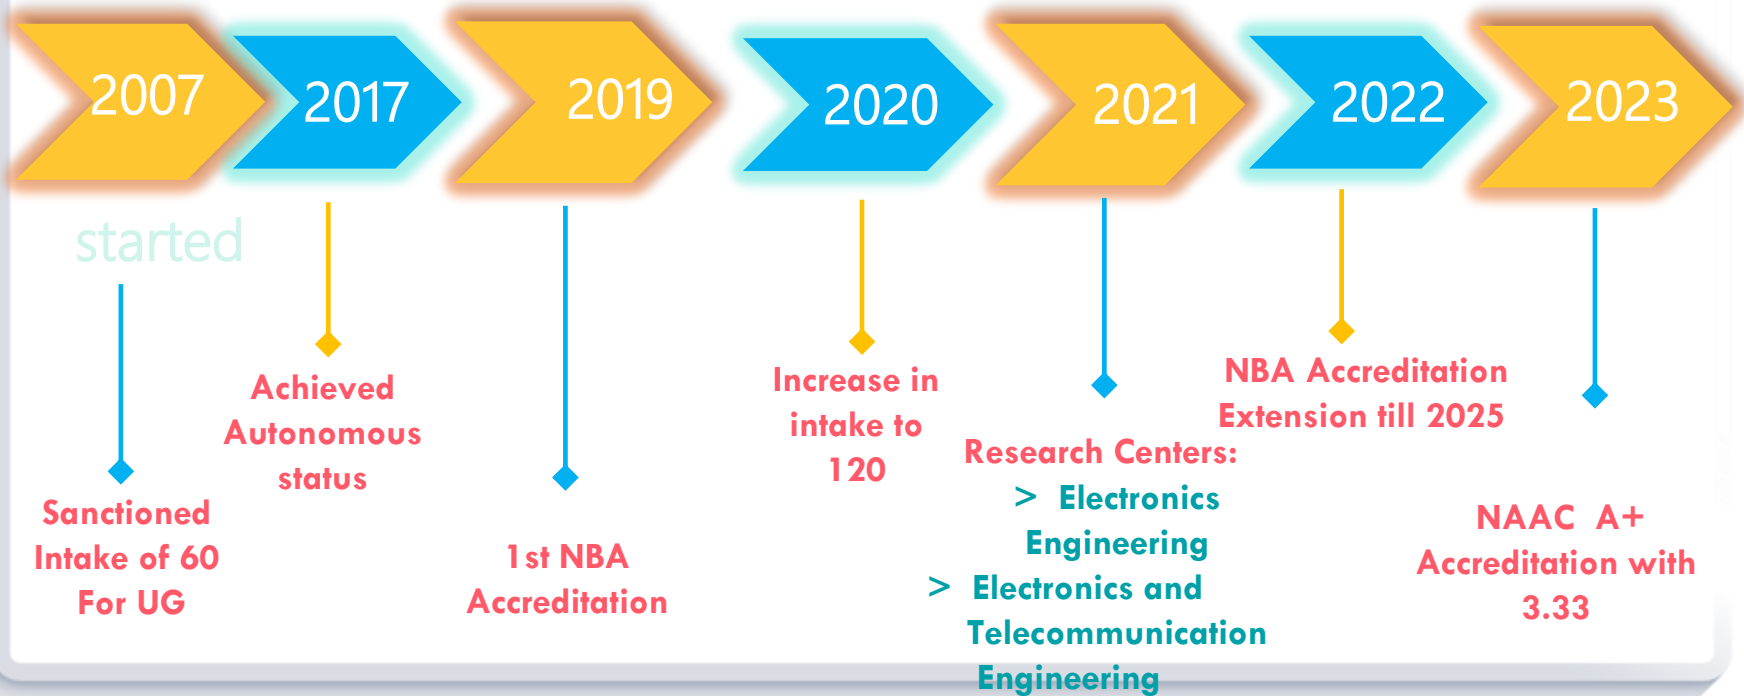 2007
2017
2019
2020
2021
2022
2023
started
Sanctioned
Intake of 60
For UG
Achieved
Autonomous
status
1st NBA
Accreditation
Increase in
intake to
120
Research Centers:
> Electronics
Engineering
> Electronics and
Telecommunication
Engineering
NBA Accreditation
Extension till 2025
NAAC A+
Accreditation with
3.33